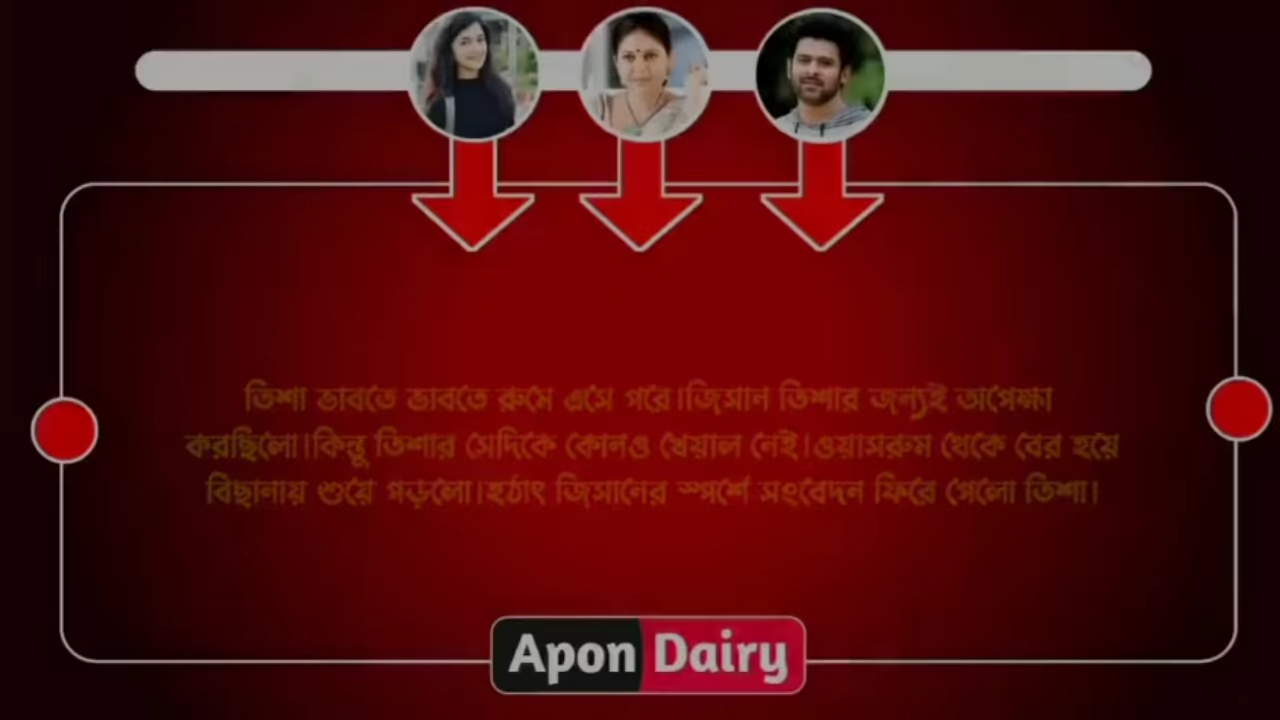 তিশা ভাবতে ভাবতে রুমে এসে পরে।জিসান তিশার জন্যই অপেক্ষা
করছিলো।কিন্তু তিশার সেদিকে কোনও খেয়াল নেই।ওয়াসরুম থেকে বের হয়ে
বিছানায় শুয়ে পড়লো।হঠাৎ জিসানের স্পর্শে সংবেদন ফিরে পেলো তিশা।
Apon Dairy